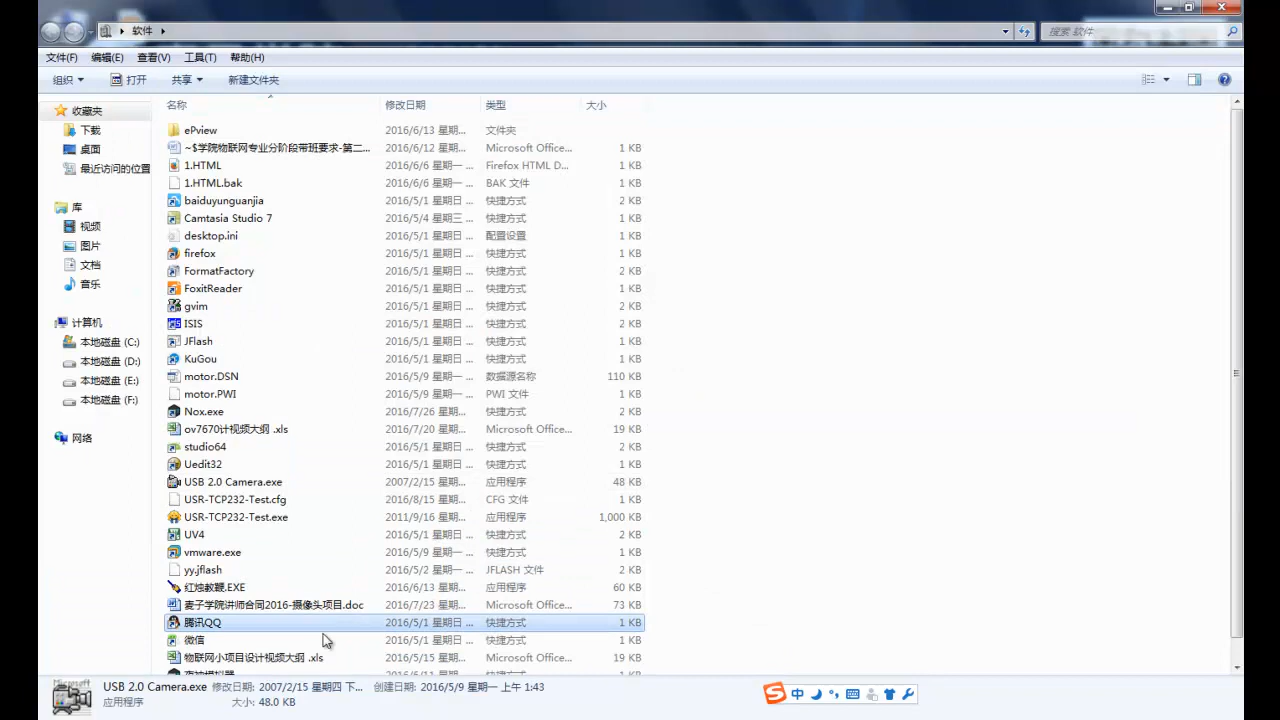 软件
搜索 软件
文件(F) 编辑(E) 查看(V) 工具(T) 帮助(H)
组织 打开 共享 新建文件夹
收藏夹
下载
桌面
最近访问的位置
库
视频
图片
文档
音乐
计算机
本地磁盘 (C:)
本地磁盘 (D:)
本地磁盘 (E:)
本地磁盘 (F:)
网络
名称 修改日期 类型 大小
ePview 2016/6/13 星期... 文件夹
~$学院物联网专业分阶段带班要求-第二... 2016/6/12 星期... Microsoft Office... 1 KB
1.HTML 2016/6/6 星期一 ... Firefox HTML D... 1 KB
1.HTML.bak 2016/6/6 星期一 ... BAK 文件 1 KB
baiduyunguanjia 2016/5/1 星期日 ... 快捷方式 2 KB
Camtasia Studio 7 2016/5/4 星期三 ... 快捷方式 1 KB
desktop.ini 2016/5/1 星期日 ... 配置设置 1 KB
firefox 2016/5/1 星期日 ... 快捷方式 1 KB
FormatFactory 2016/5/1 星期日 ... 快捷方式 2 KB
FoxitReader 2016/5/1 星期日 ... 快捷方式 1 KB
gvim 2016/5/1 星期日 ... 快捷方式 2 KB
ISIS 2016/5/1 星期日 ... 快捷方式 2 KB
JFlash 2016/5/1 星期日 ... 快捷方式 1 KB
KuGou 2016/5/1 星期日 ... 快捷方式 1 KB
motor.DSN 2016/5/9 星期一 ... 数据源名称 110 KB
motor.PWI 2016/5/9 星期一 ... PWI 文件 1 KB
Nox.exe 2016/7/26 星期... 快捷方式 2 KB
ov7670计视频大纲 .xls 2016/7/20 星期... Microsoft Office... 19 KB
studio64 2016/5/1 星期日 ... 快捷方式 2 KB
Uedit32 2016/5/1 星期日 ... 快捷方式 1 KB
USB 2.0 Camera.exe 2007/2/15 星期... 应用程序 48 KB
USR-TCP232-Test.cfg 2016/8/15 星期... CFG 文件 1 KB
USR-TCP232-Test.exe 2011/9/16 星期... 应用程序 1,000 KB
UV4 2016/5/1 星期日 ... 快捷方式 2 KB
vmware.exe 2016/5/9 星期一 ... 快捷方式 1 KB
yy.jflash 2016/5/2 星期一 ... JFLASH 文件 2 KB
红烛教鞭.EXE 2016/6/13 星期... 应用程序 60 KB
麦子学院讲师合同2016-摄像头项目.doc 2016/7/23 星期... Microsoft Office... 73 KB
腾讯QQ 2016/5/1 星期日 ... 快捷方式 1 KB
微信 2016/5/1 星期日 ... 快捷方式 1 KB
物联网小项目设计视频大纲 .xls 2016/5/15 星期... Microsoft Office... 19 KB
Microsoft
USB 2.0 Camera.exe 修改日期: 2007/2/15 星期四 下... 创建日期: 2016/5/9 星期一 上午 1:43
应用程序 大小: 48.0 KB
S 中